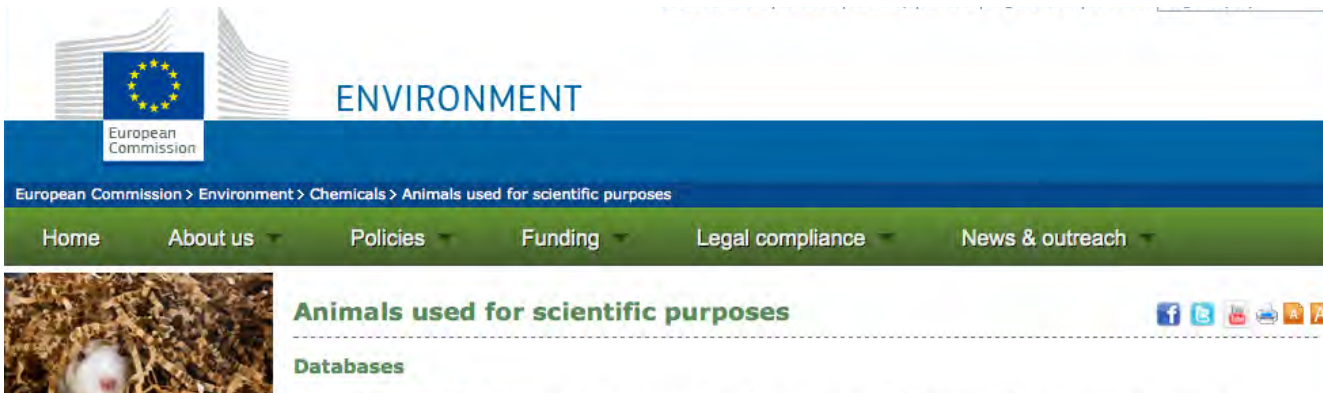 ENVIRONMENT
European
Commission
European Commission > Environment > Chemicals > Animals used for scientific purposes
Home About us Policies Funding Legal compliance News & outreach
Animals used for scientific purposes
Databases